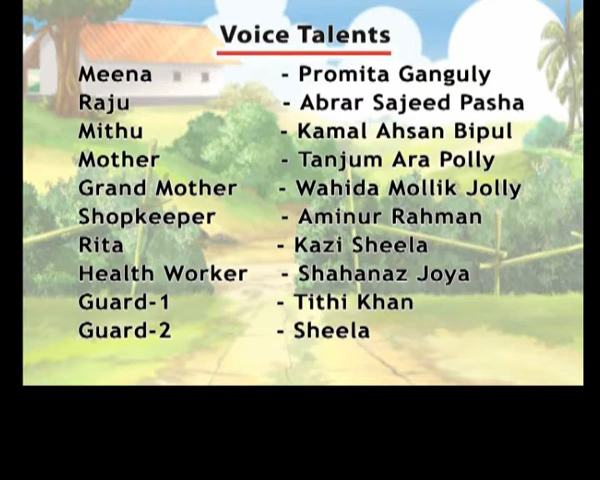 Voice Talents
Meena - Promita Ganguly
Raju - Abrar Sajeed Pasha
Mithu - Kamal Ahsan Bipul
Mother - Tanjum Ara Polly
Grand Mother - Wahida Mollik Jolly
Shopkeeper - Aminur Rahman
Rita - Kazi Sheela
Health Worker - Shahanaz Joya
Guard-1 - Tithi Khan
Guard-2 - Sheela